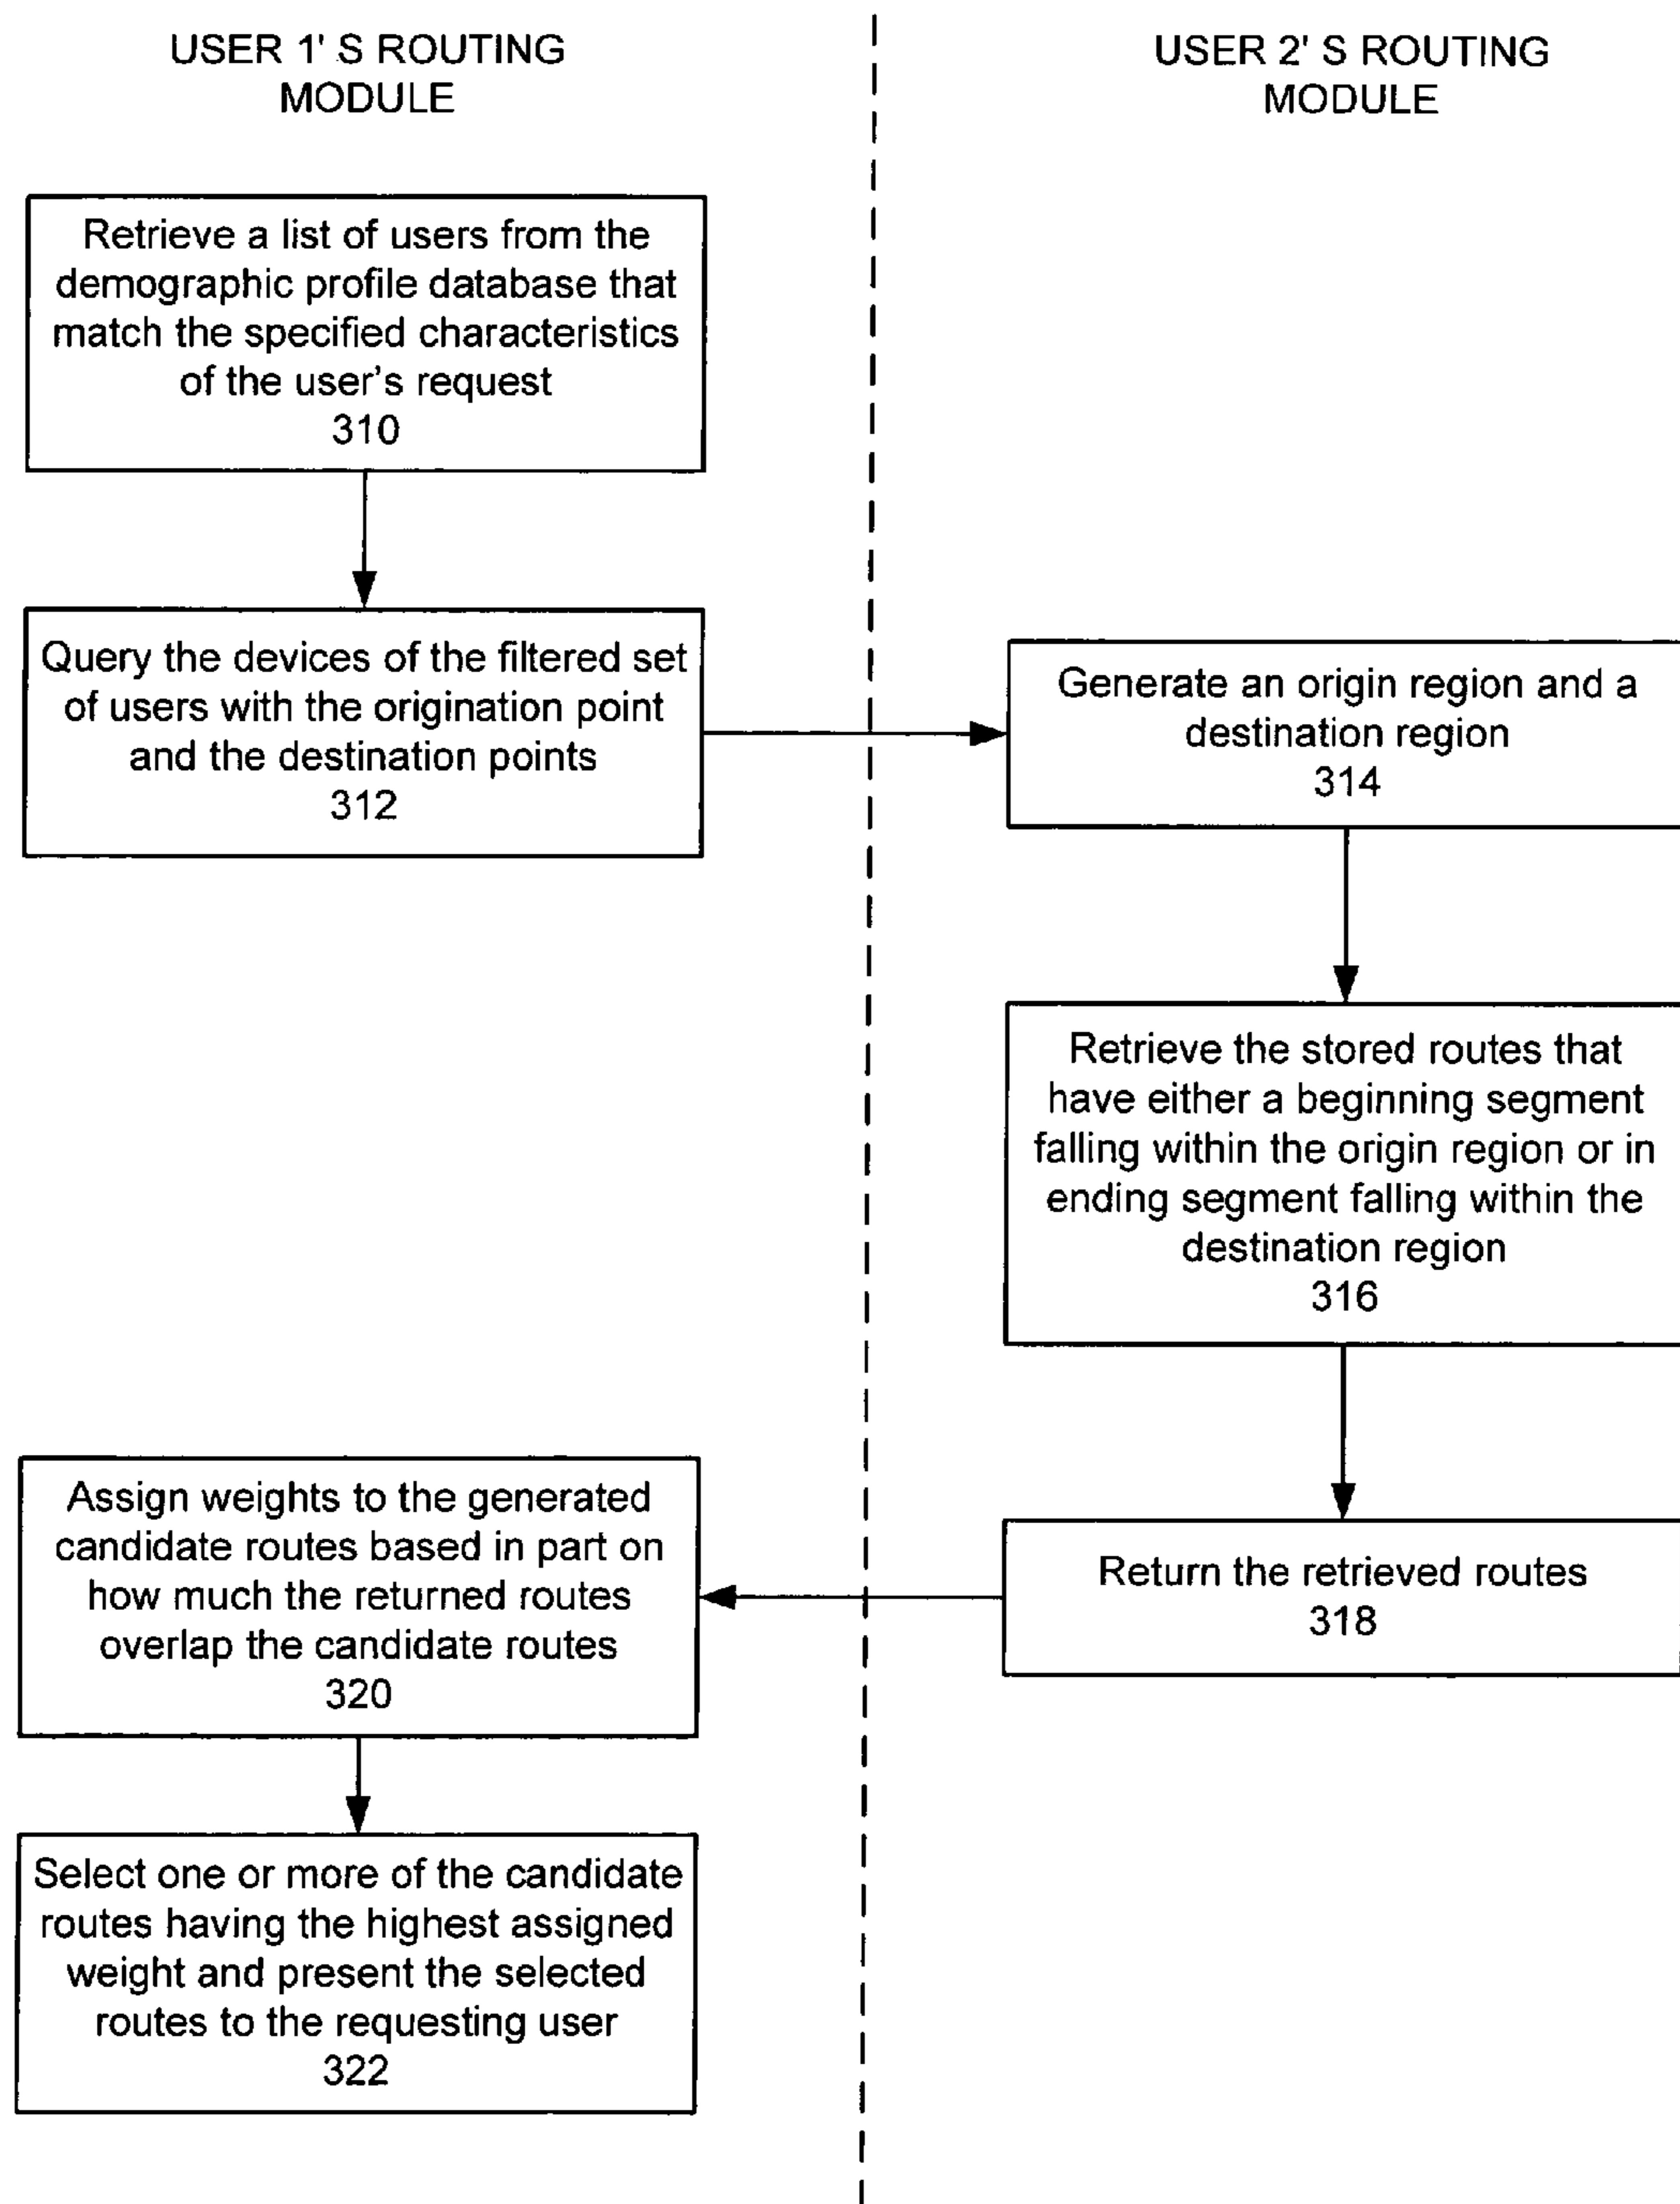 USER 1' S ROUTING
MODULE
USER 2' S ROUTING
MODULE
Retrieve a list of users from the
demographic profile database that
match the specified characteristics
of the user's request
310
Query the devices of the filtered set
of users with the origination point
and the destination points
312
Generate an origin region and a
destination region
314
Retrieve the stored routes that
have either a beginning segment
falling within the origin region or in
ending segment falling within the
destination region
316
Return the retrieved routes
318
Assign weights to the generated
candidate routes based in part on
how much the returned routes
overlap the candidate routes
320
Select one or more of the candidate
routes having the highest assigned
weight and present the selected
routes to the requesting user
322